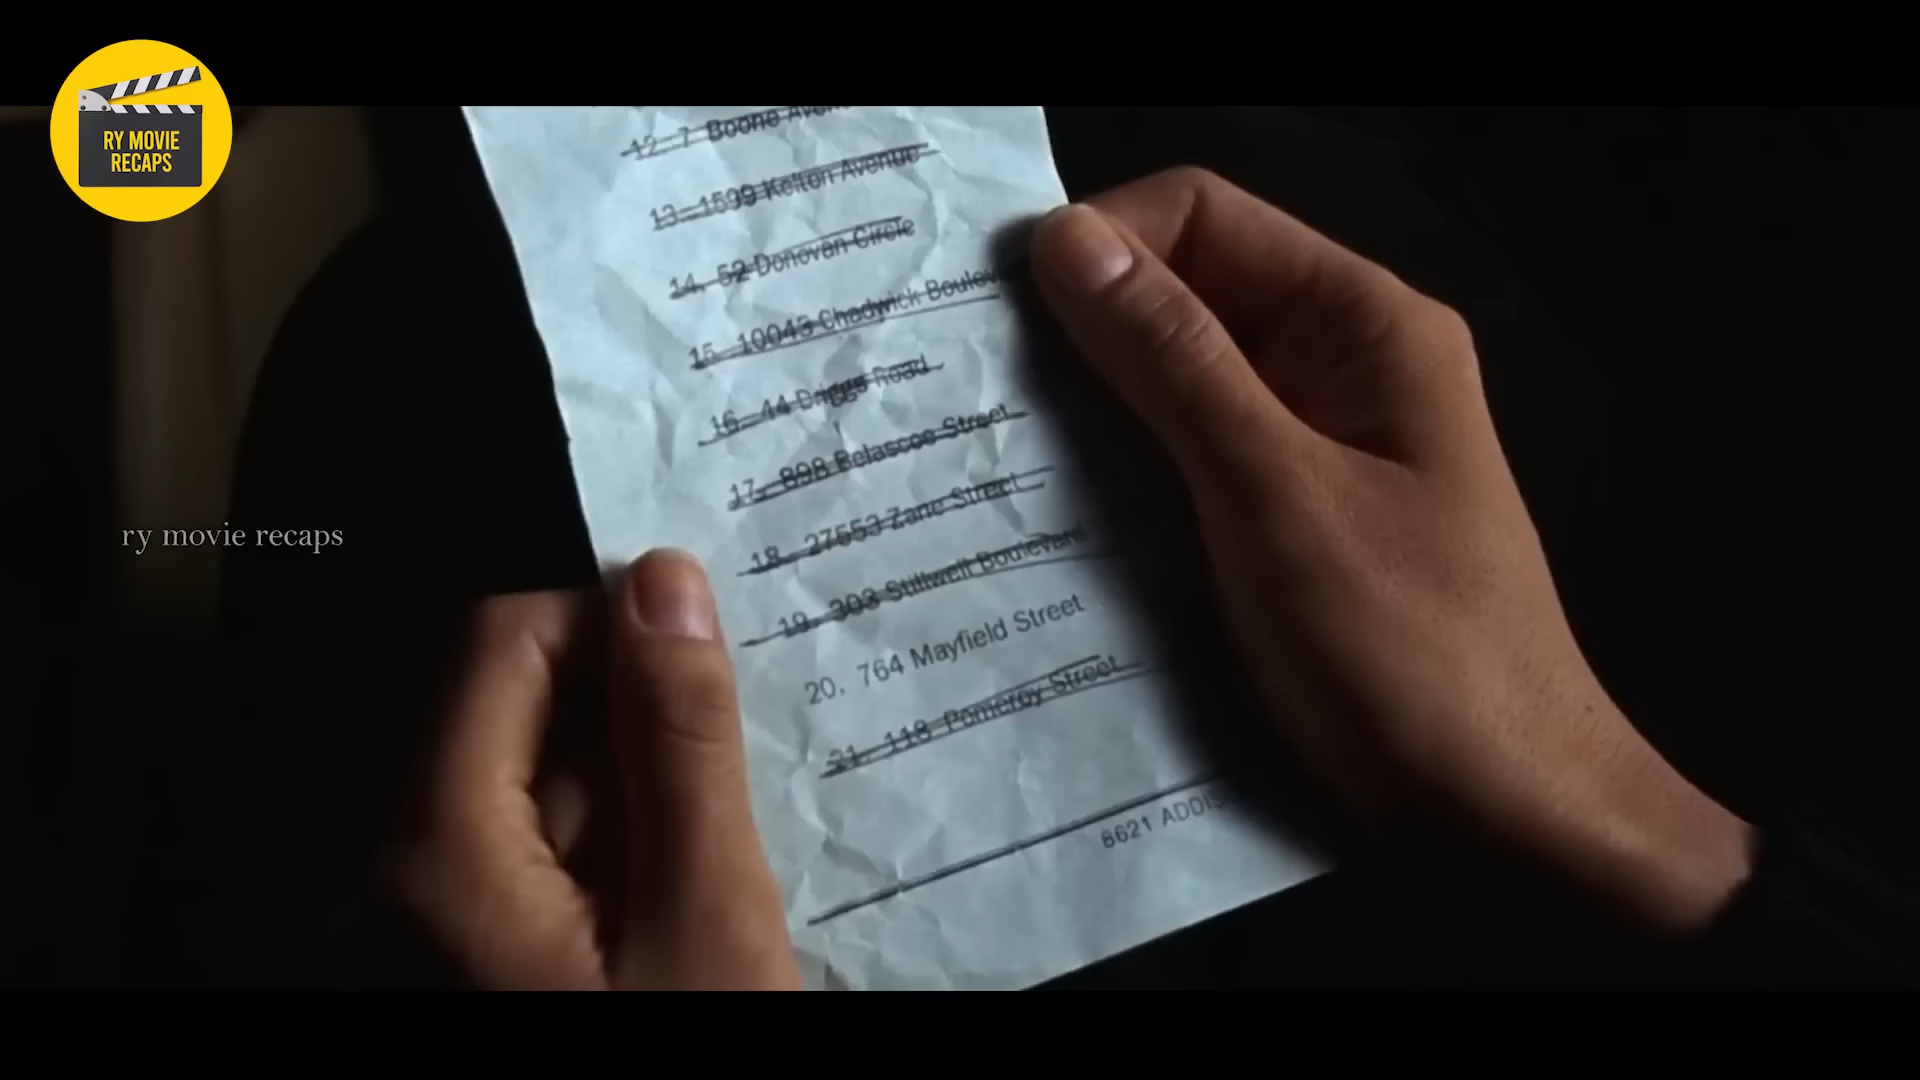 RY MOVIE
RECAPS
12. 7 Boone
13. 1599 Kelton Avenue
14. 52 Donovan Circle
15. 10045 Chadwick
16. 44 Driggs Road
17. 898 Belascoe Street
18. 27553 Zane Street
ry movie recaps
19. 303 Stillwell Boulevard
20. 764 Mayfield Street
21. 118 Pomeroy Street
8621